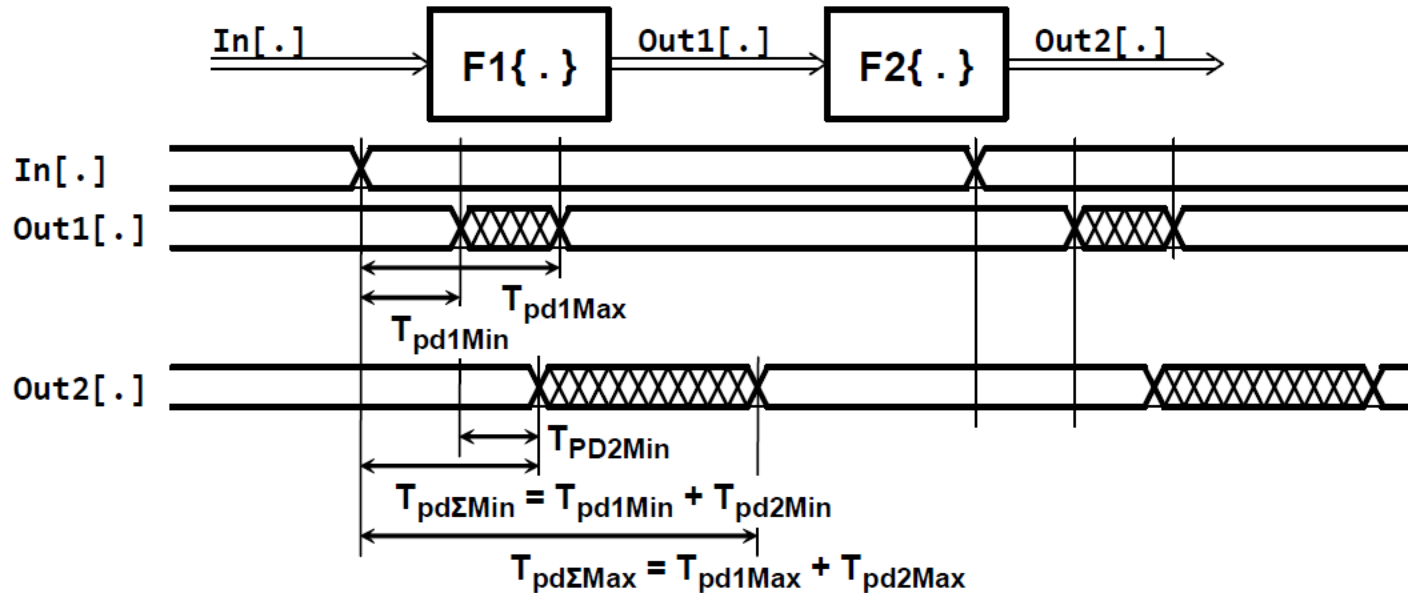 In[.] F1{.} Out1[.] F2{.} Out2[.]
In[.]
Out1[.]
Tpd1Max
Tpd1Min
Out2[.]
TPD2Min
TpdΣMin = Tpd1Min + Tpd2Min
TpdΣMax = Tpd1Max + Tpd2Max